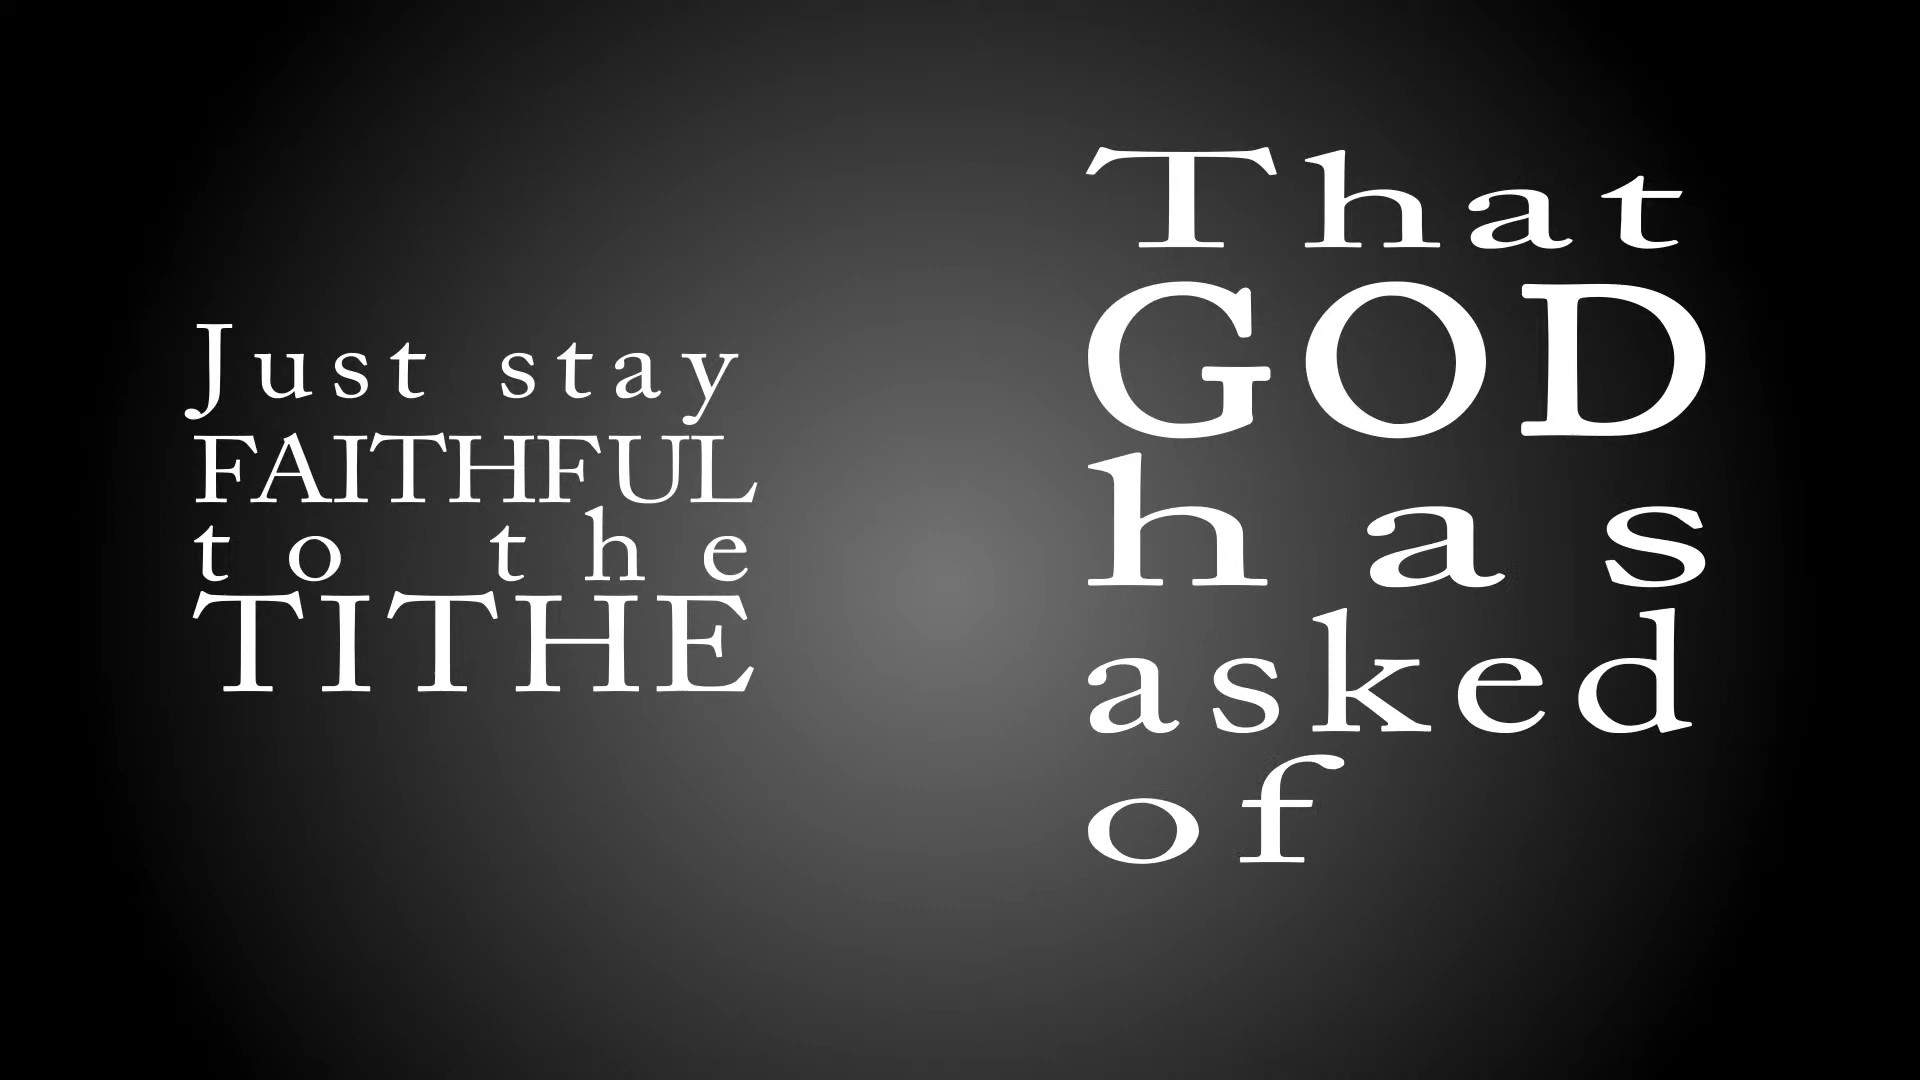 Just stay
FAITHFUL
to the
TITHE
That
GOD
has
asked
of